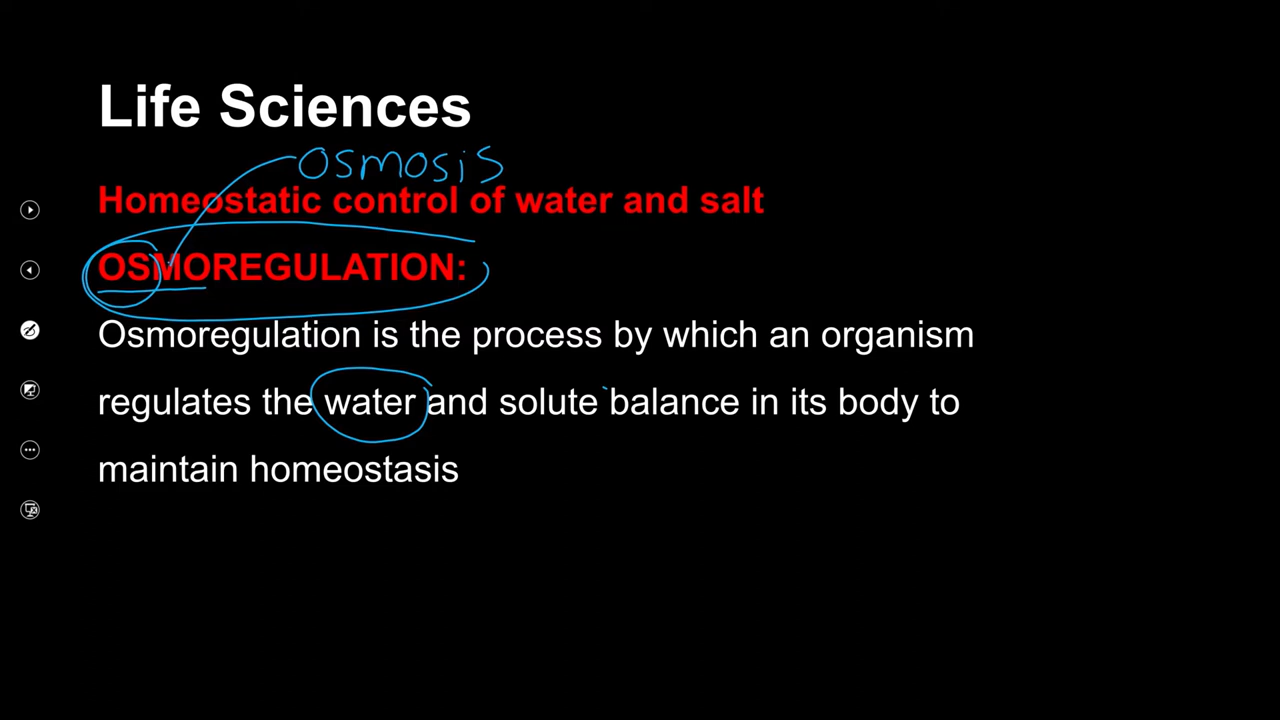 Life Sciences
osmosis
Homeostatic control of water and salt
OSMOREGULATION:
Osmoregulation is the process by which an organism
regulates the water and solute balance in its body to
maintain homeostasis